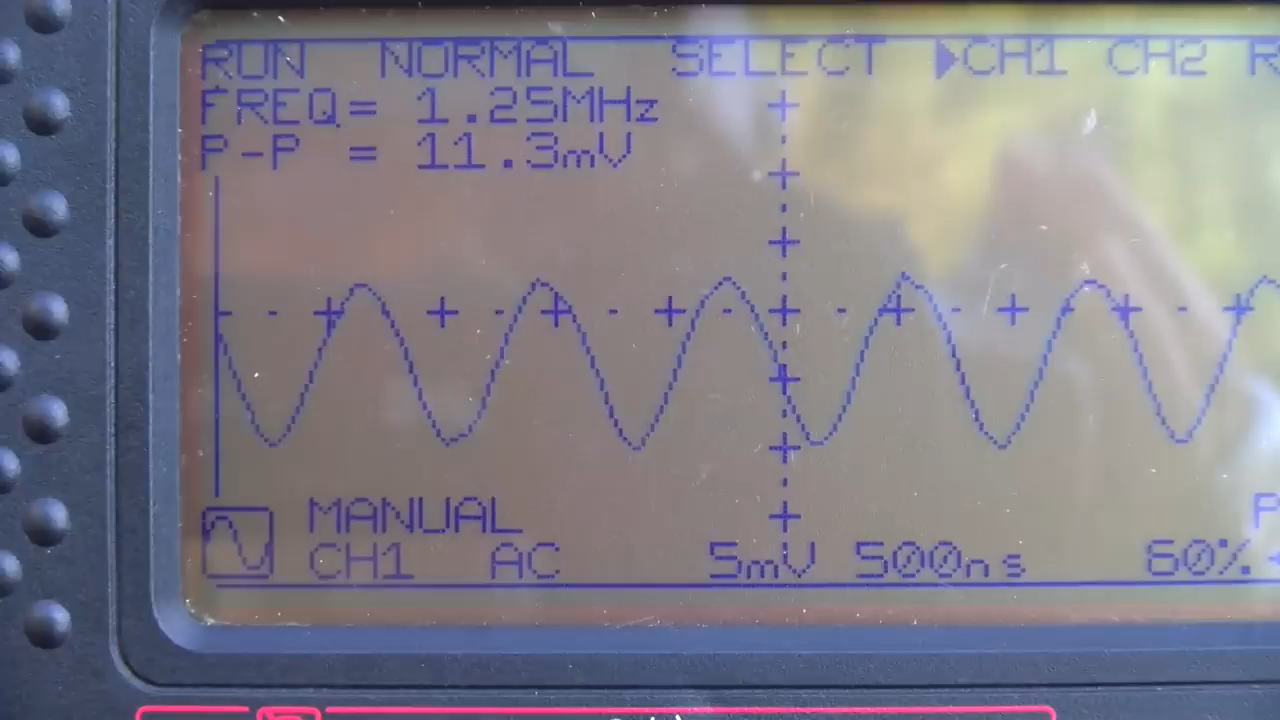 RUN NORMAL SELECT ▶CH1 CH2
FREQ= 1.25MHz
P-P = 11.3mV
MANUAL
CH1 AC 5mV 500ns 60%